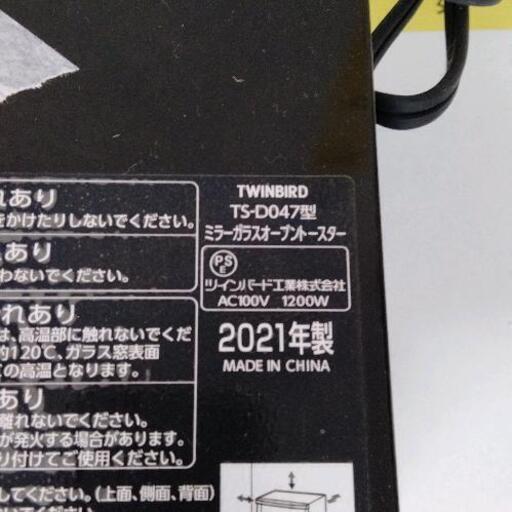 れあり
をかけたりしないでください。
れあり
わないでください。
れあり
は、高温部に触れないでくだ
約120℃、ガラス窓表面
の高温となります。
あり
離れないでください。
が発火する場合があります。
り付けてご使用ください。
してください。(上面、側面、背面)
TWINBIRD
TS-D047型
ミラーガラスオーブントースター
PSE
ツインバード工業株式会社
AC100V 1200W
2021年製
MADE IN CHINA